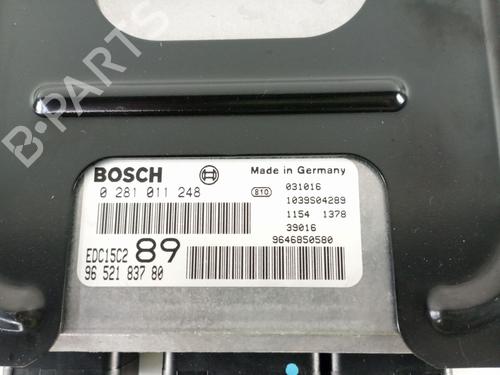 B-PARTS
BOSCH
Made in Germany
0 281 011 248
810 031016
1039S04289
1154 1378
39016
9646850580
EDC15C2 89
96 521 837 80